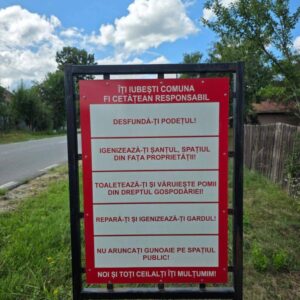 ÎȚI IUBEȘTI COMUNA
FI CETĂȚEAN RESPONSABIL
DESFUNDĂ-ȚI PODEȚUL!
IGENIZEAZĂ-ȚI ȘANȚUL, SPAȚIUL
DIN FAȚA PROPRIETĂȚII!
TOALETEAZĂ-ȚI ȘI VĂRUIEȘTE POMII
DIN DREPTUL GOSPODĂRIEI!
REPARĂ-ȚI ȘI IGENIZEAZĂ-ȚI GARDUL!
NU ARUNCAȚI GUNOAIE PE SPAȚIUL
PUBLIC!
NOI ȘI TOȚI CEILALȚI ÎȚI MULȚUMIM!